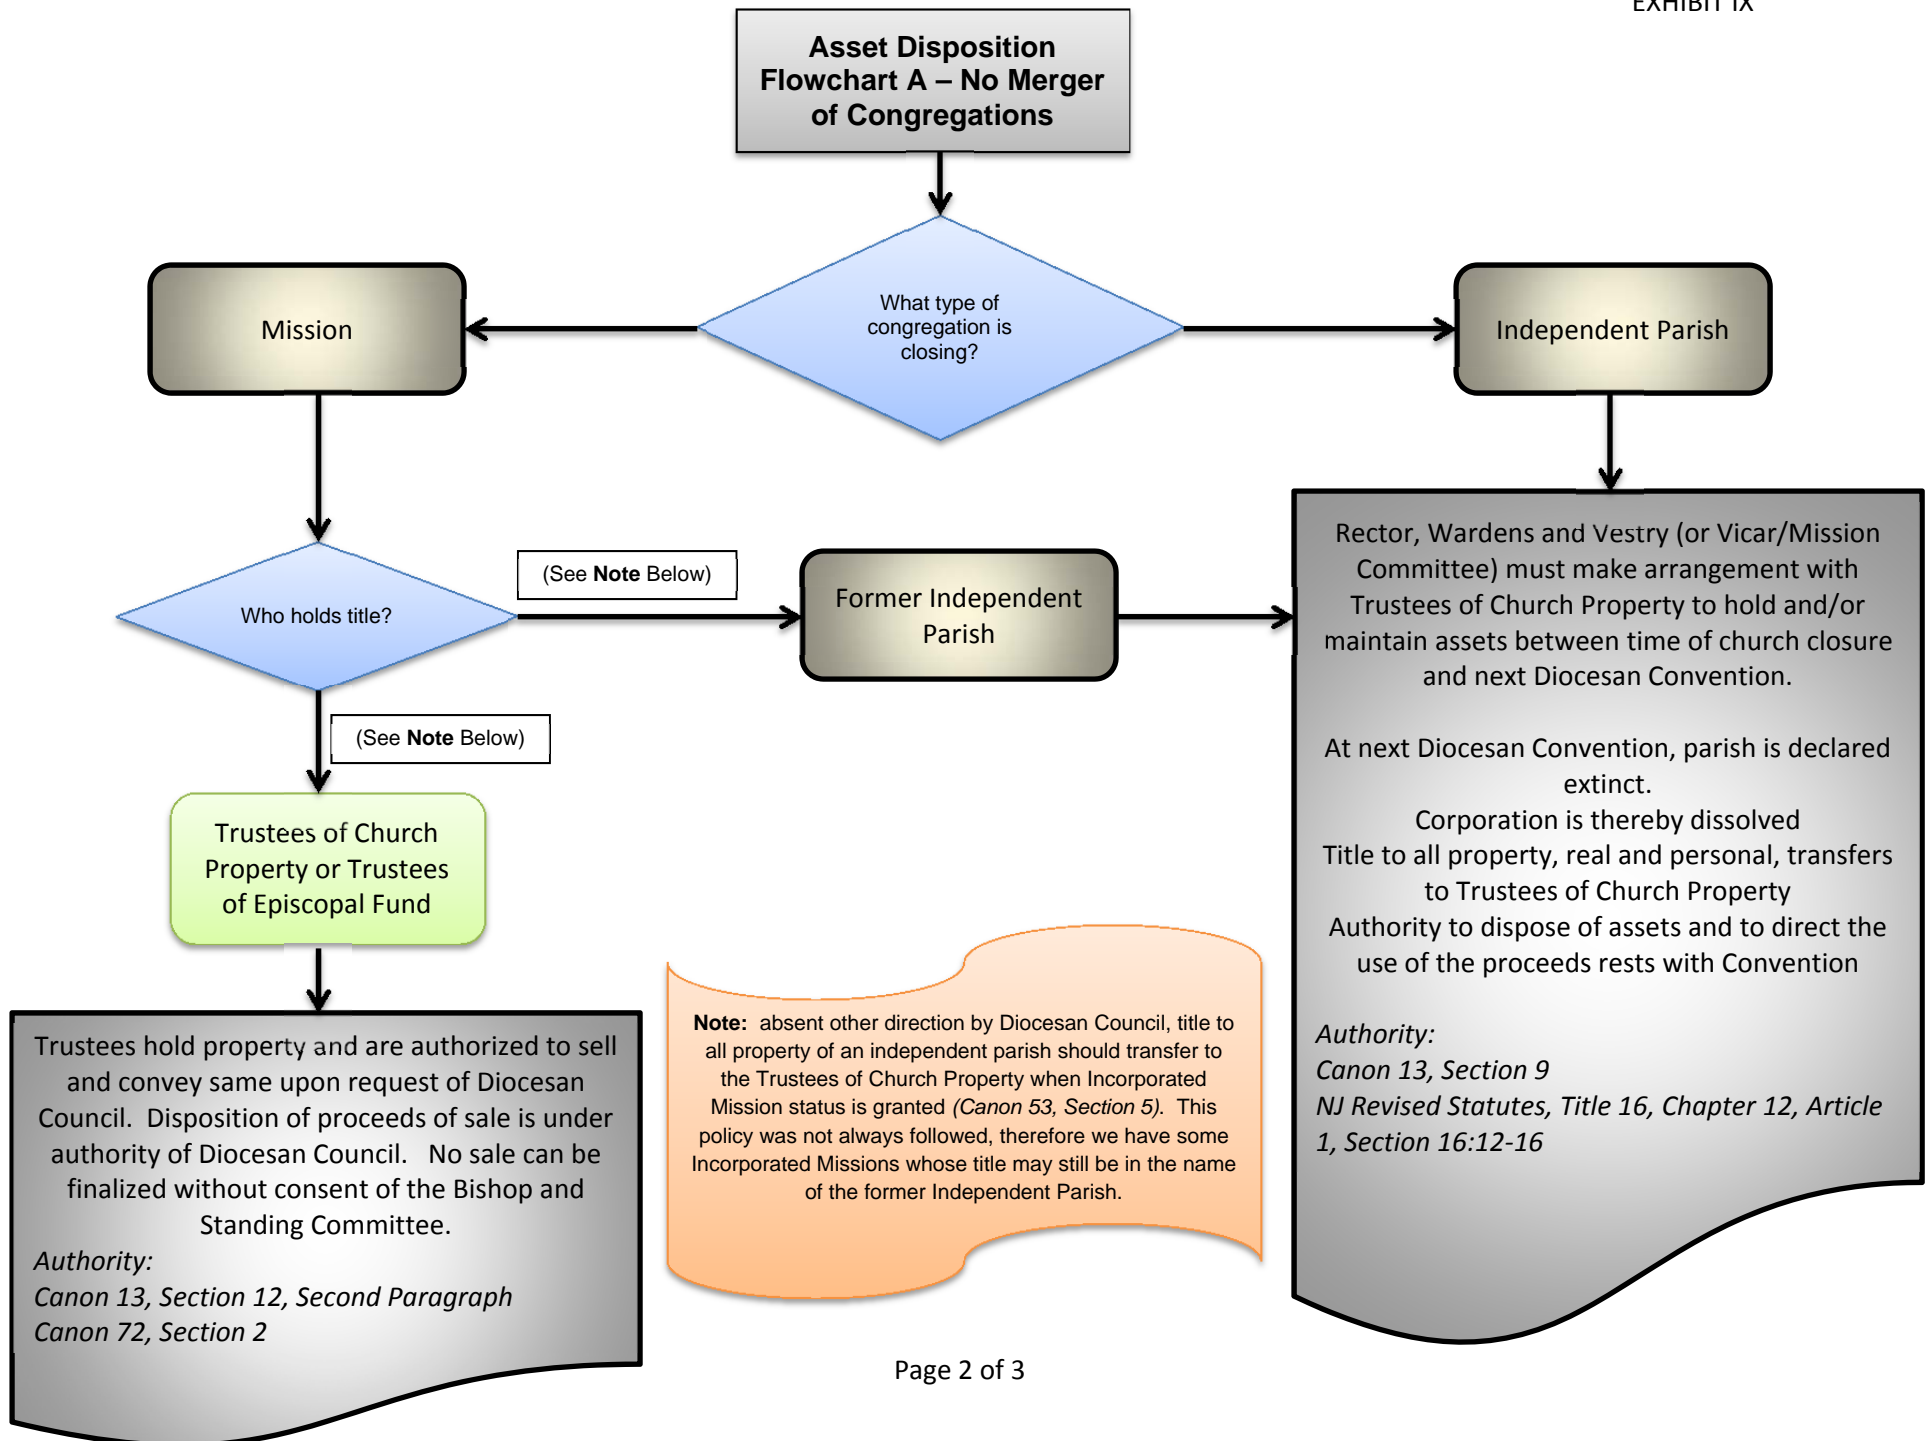 EXHIBIT IX
Asset Disposition
Flowchart A – No Merger
of Congregations
What type of
congregation is
closing?
Mission
Independent Parish
Who holds title?
(See Note Below)
Former Independent
Parish
(See Note Below)
Trustees of Church
Property or Trustees
of Episcopal Fund
Rector, Wardens and Vestry (or Vicar/Mission
Committee) must make arrangement with
Trustees of Church Property to hold and/or
maintain assets between time of church closure
and next Diocesan Convention.
At next Diocesan Convention, parish is declared
extinct.
Corporation is thereby dissolved
Title to all property, real and personal, transfers
to Trustees of Church Property
Authority to dispose of assets and to direct the
use of the proceeds rests with Convention
Authority:
Canon 13, Section 9
NJ Revised Statutes, Title 16, Chapter 12, Article
1, Section 16:12-16
Trustees hold property and are authorized to sell
and convey same upon request of Diocesan
Council.  Disposition of proceeds of sale is under
authority of Diocesan Council.   No sale can be
finalized without consent of the Bishop and
Standing Committee.
Authority:
Canon 13, Section 12, Second Paragraph
Canon 72, Section 2
Note:  absent other direction by Diocesan Council, title to
all property of an independent parish should transfer to
the Trustees of Church Property when Incorporated
Mission status is granted (Canon 53, Section 5).  This
policy was not always followed, therefore we have some
Incorporated Missions whose title may still be in the name
of the former Independent Parish.
Page 2 of 3